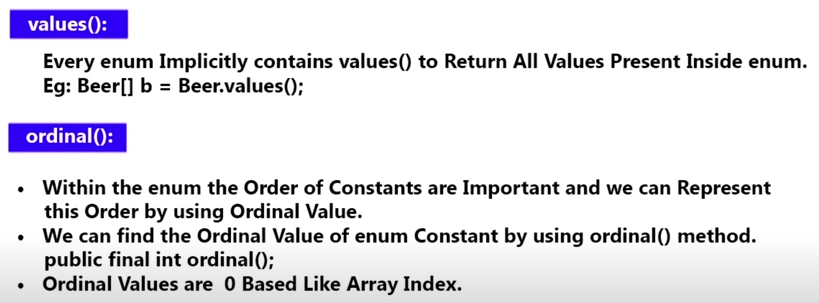 values():
Every enum Implicitly contains values() to Return All Values Present Inside enum.
Eg: Beer[] b = Beer.values();
ordinal():
• Within the enum the Order of Constants are Important and we can Represent
this Order by using Ordinal Value.
• We can find the Ordinal Value of enum Constant by using ordinal() method.
public final int ordinal();
• Ordinal Values are 0 Based Like Array Index.